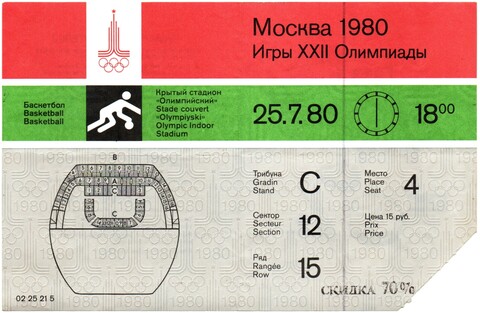 Москва 1980
Игры XXII Олимпиады
Баскетбол
Basketball
Basketball
Крытый стадион
«Олимпийский»
Stade couvert
«Olympiyski»
Olympic Indoor
Stadium
25.7.80
18⁰⁰
B
A
C
C
02 25 21 5
Трибуна
Gradin
Stand
C
Место
Place
Seat
4
Сектор
Secteur
Section
12
Цена 15 руб.
Prix
Price
Ряд
Rangée
Row
15
СКИДКА 70%